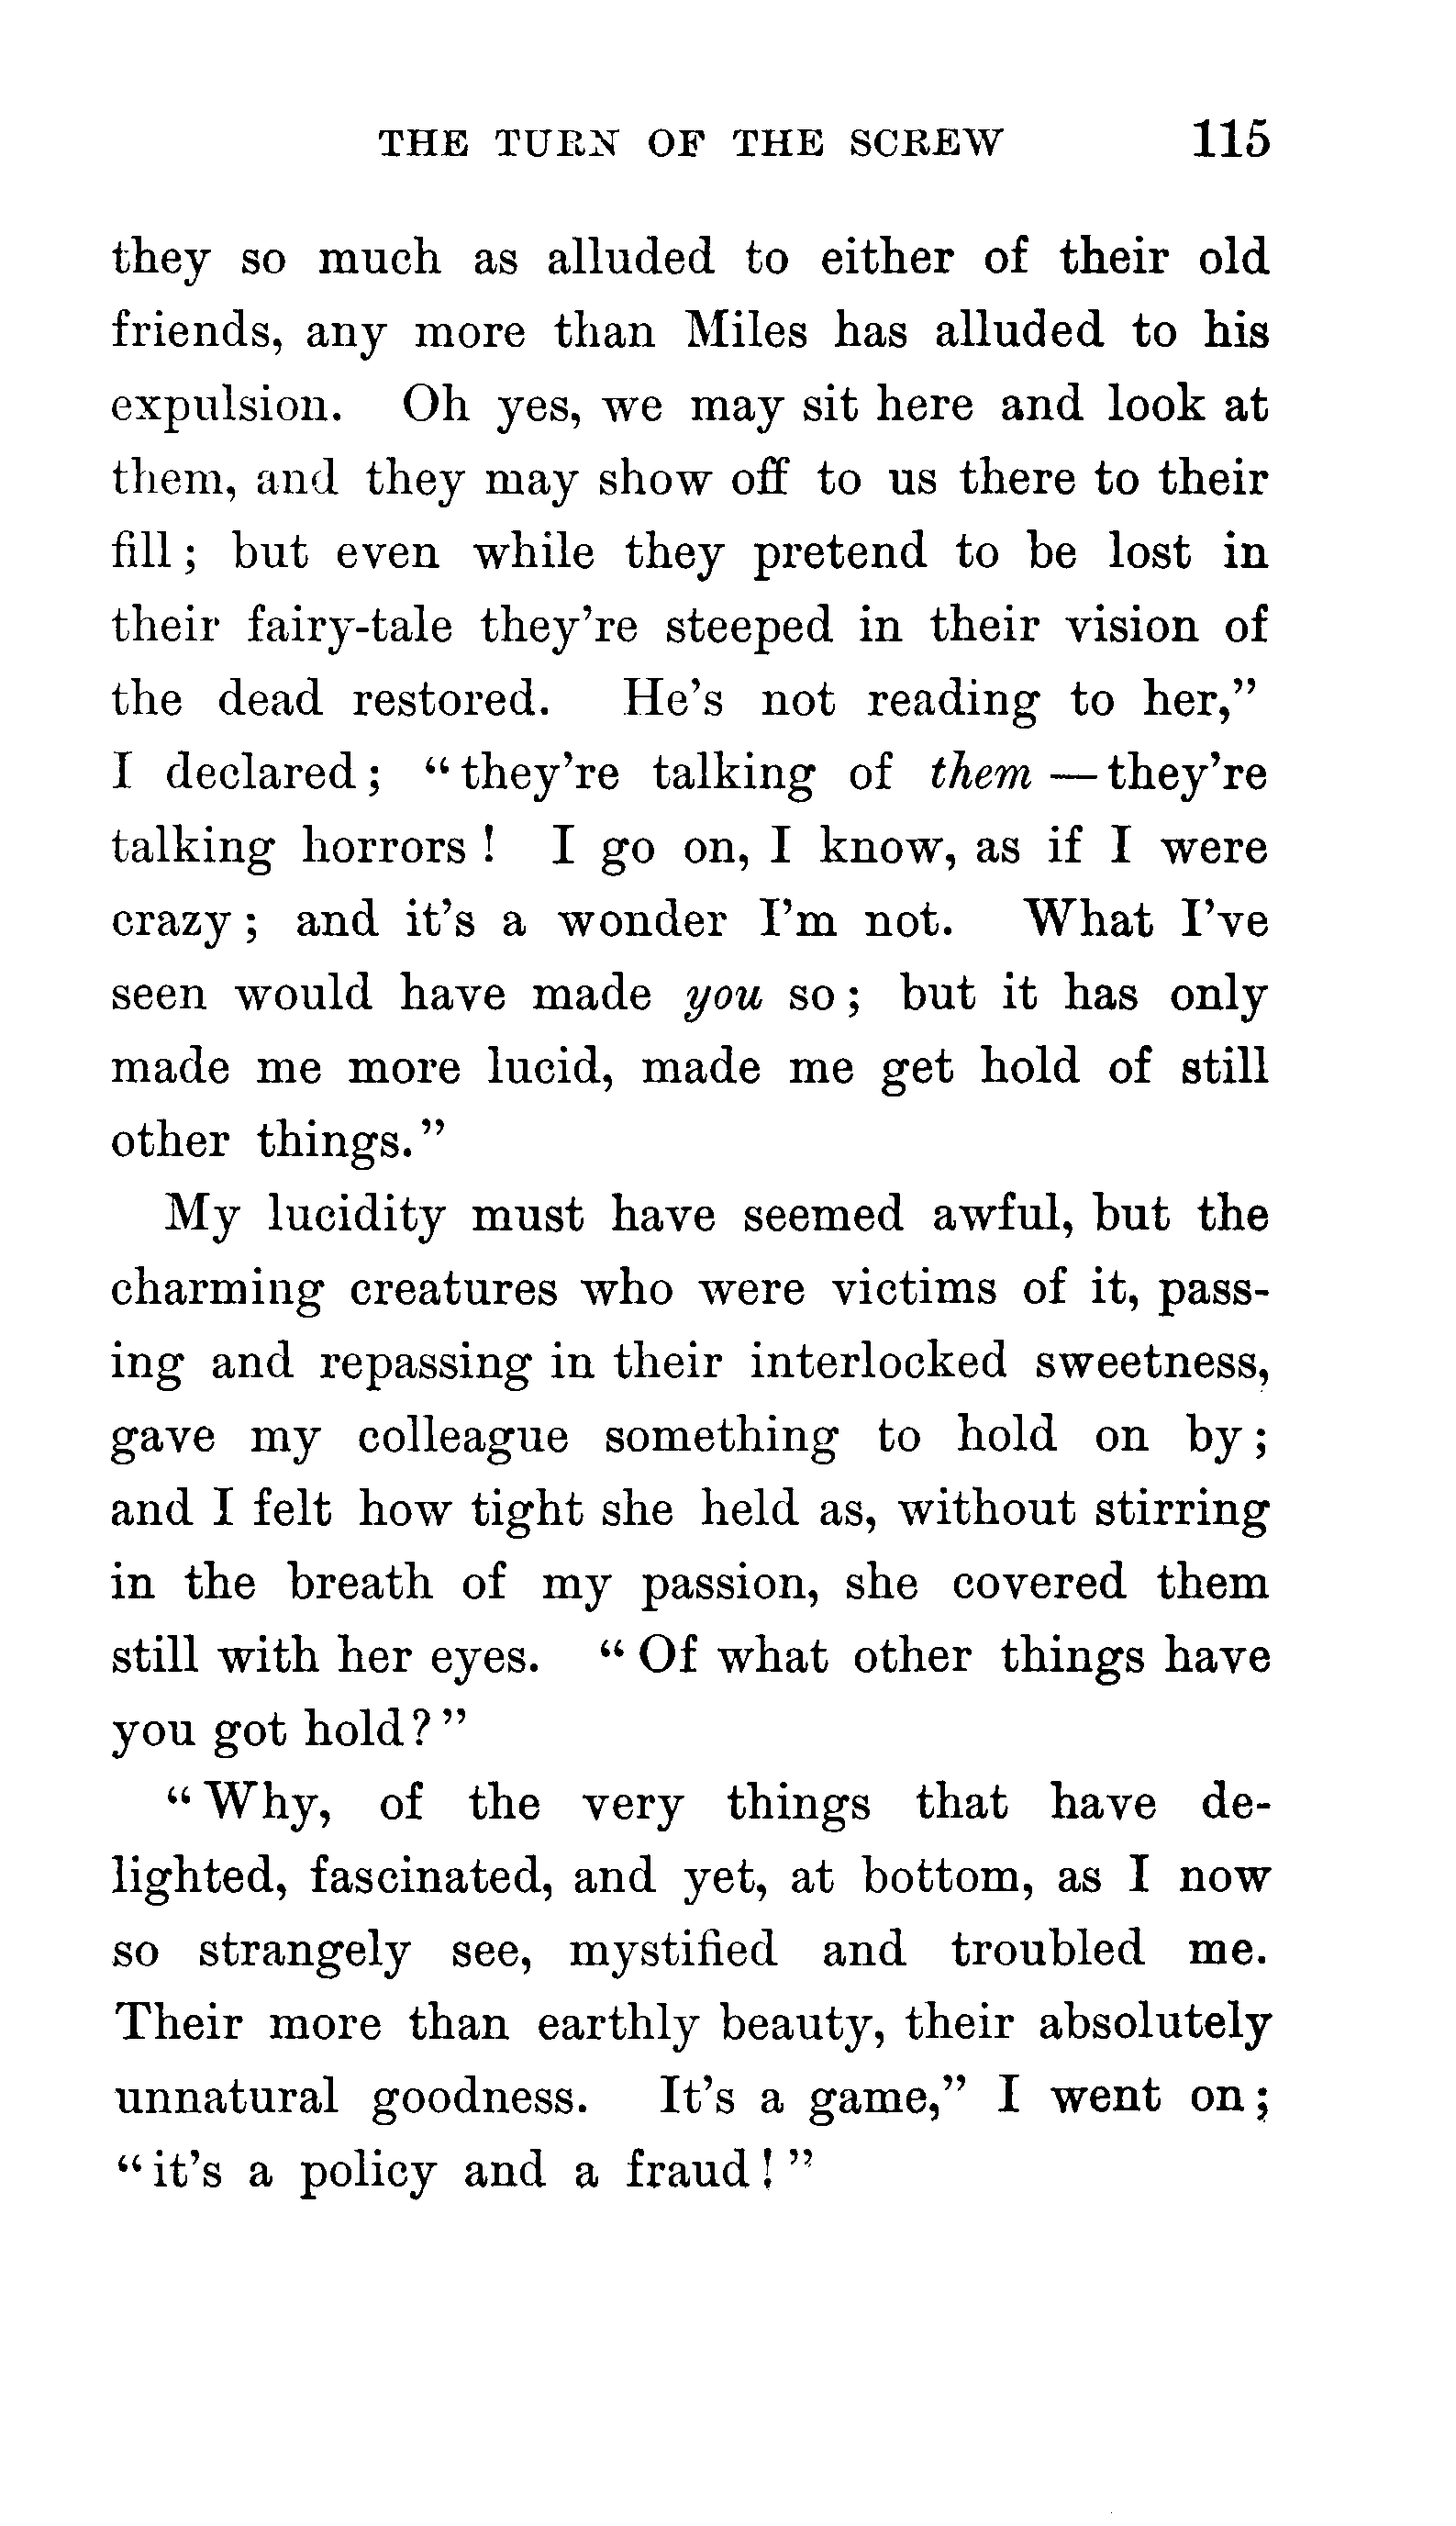 THE TURN OF THE SCREW 115
they so much as alluded to either of their old
friends, any more than Miles has alluded to his
expulsion. Oh yes, we may sit here and look at
them, and they may show off to us there to their
fill; but even while they pretend to be lost in
their fairy-tale they're steeped in their vision of
the dead restored. He's not reading to her,”
I declared; “they're talking of them — they're
talking horrors! I go on, I know, as if I were
crazy; and it's a wonder I'm not. What I've
seen would have made you so; but it has only
made me more lucid, made me get hold of still
other things.”
My lucidity must have seemed awful, but the
charming creatures who were victims of it, pass-
ing and repassing in their interlocked sweetness,
gave my colleague something to hold on by;
and I felt how tight she held as, without stirring
in the breath of my passion, she covered them
still with her eyes. “Of what other things have
you got hold?”
“Why, of the very things that have de-
lighted, fascinated, and yet, at bottom, as I now
so strangely see, mystified and troubled me.
Their more than earthly beauty, their absolutely
unnatural goodness. It's a game,” I went on;
“it's a policy and a fraud!”